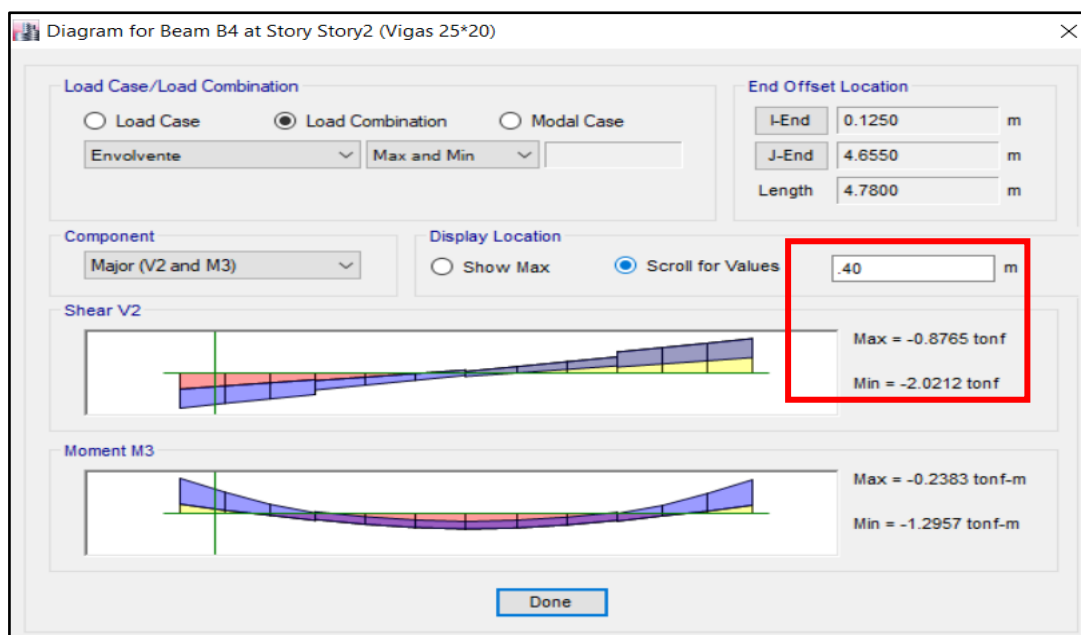 Diagram for Beam B4 at Story Story2 (Vigas 25*20)
Load Case/Load Combination
Load Case
Load Combination
Modal Case
Envolvente
Max and Min
End Offset Location
I-End
0.1250
m
J-End
4.6550
m
Length
4.7800
m
Component
Major (V2 and M3)
Display Location
Show Max
Scroll for Values
.40
m
Shear V2
Max = -0.8765 tonf
Min = -2.0212 tonf
Moment M3
Max = -0.2383 tonf-m
Min = -1.2957 tonf-m
Done